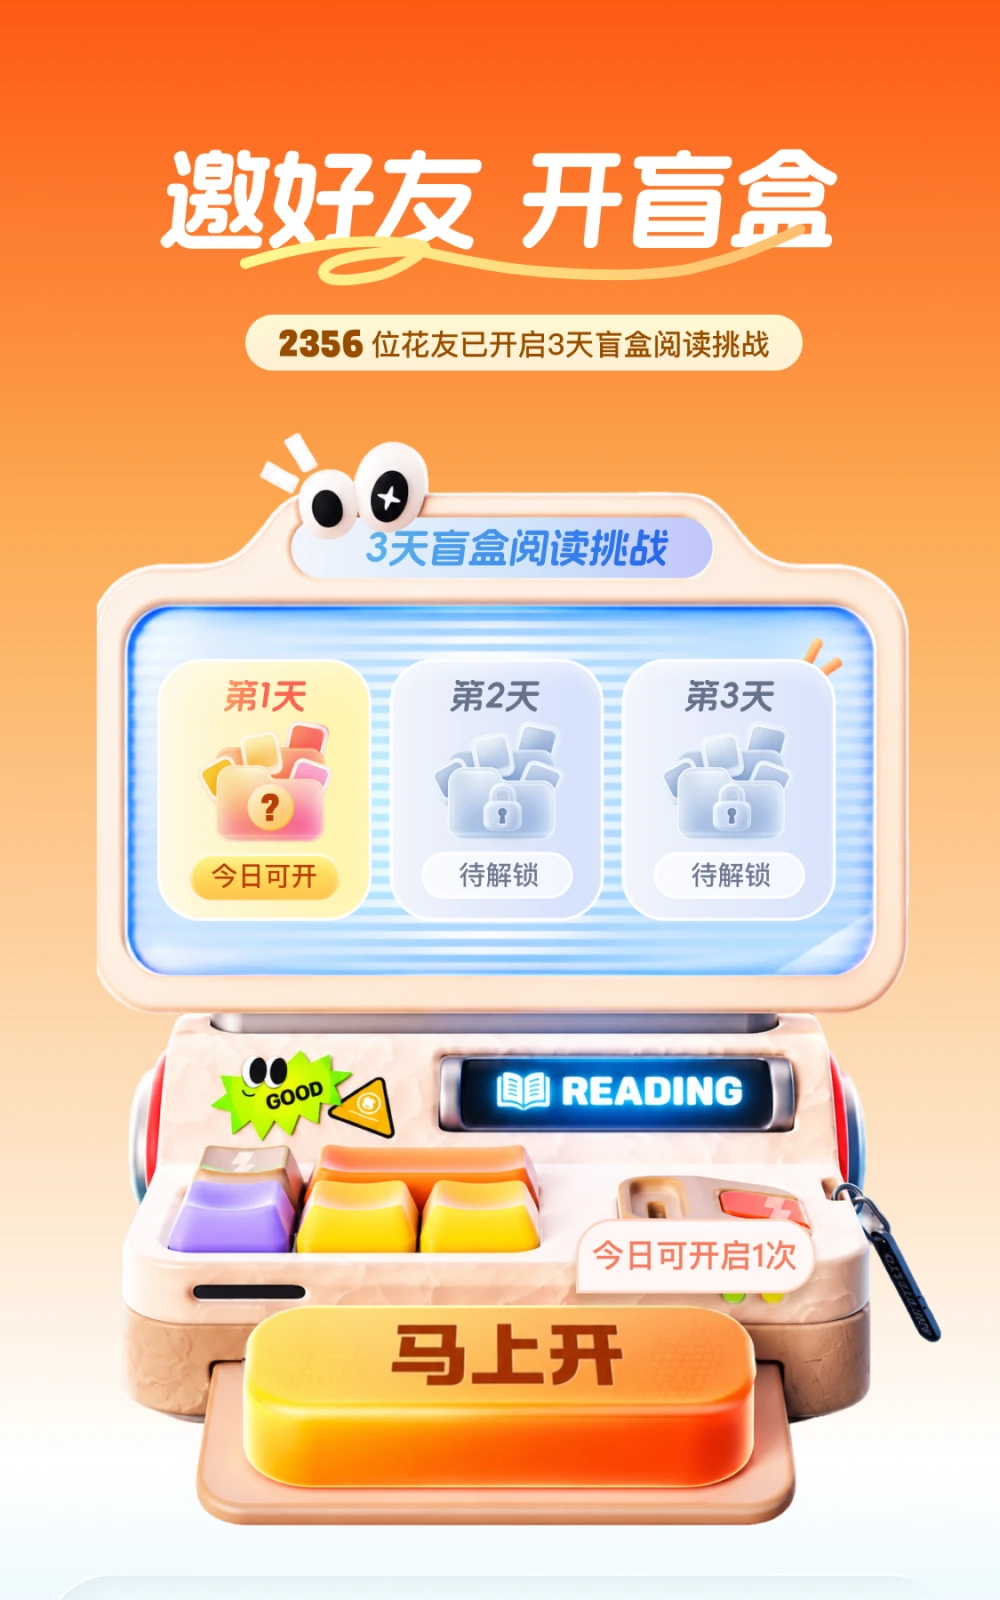 邀好友 开盲盒
2356 位花友已开启3天盲盒阅读挑战
3天盲盒阅读挑战
第1天
第2天
第3天
?
今日可开
待解锁
待解锁
GOOD
READING
今日可开启1次
马上开